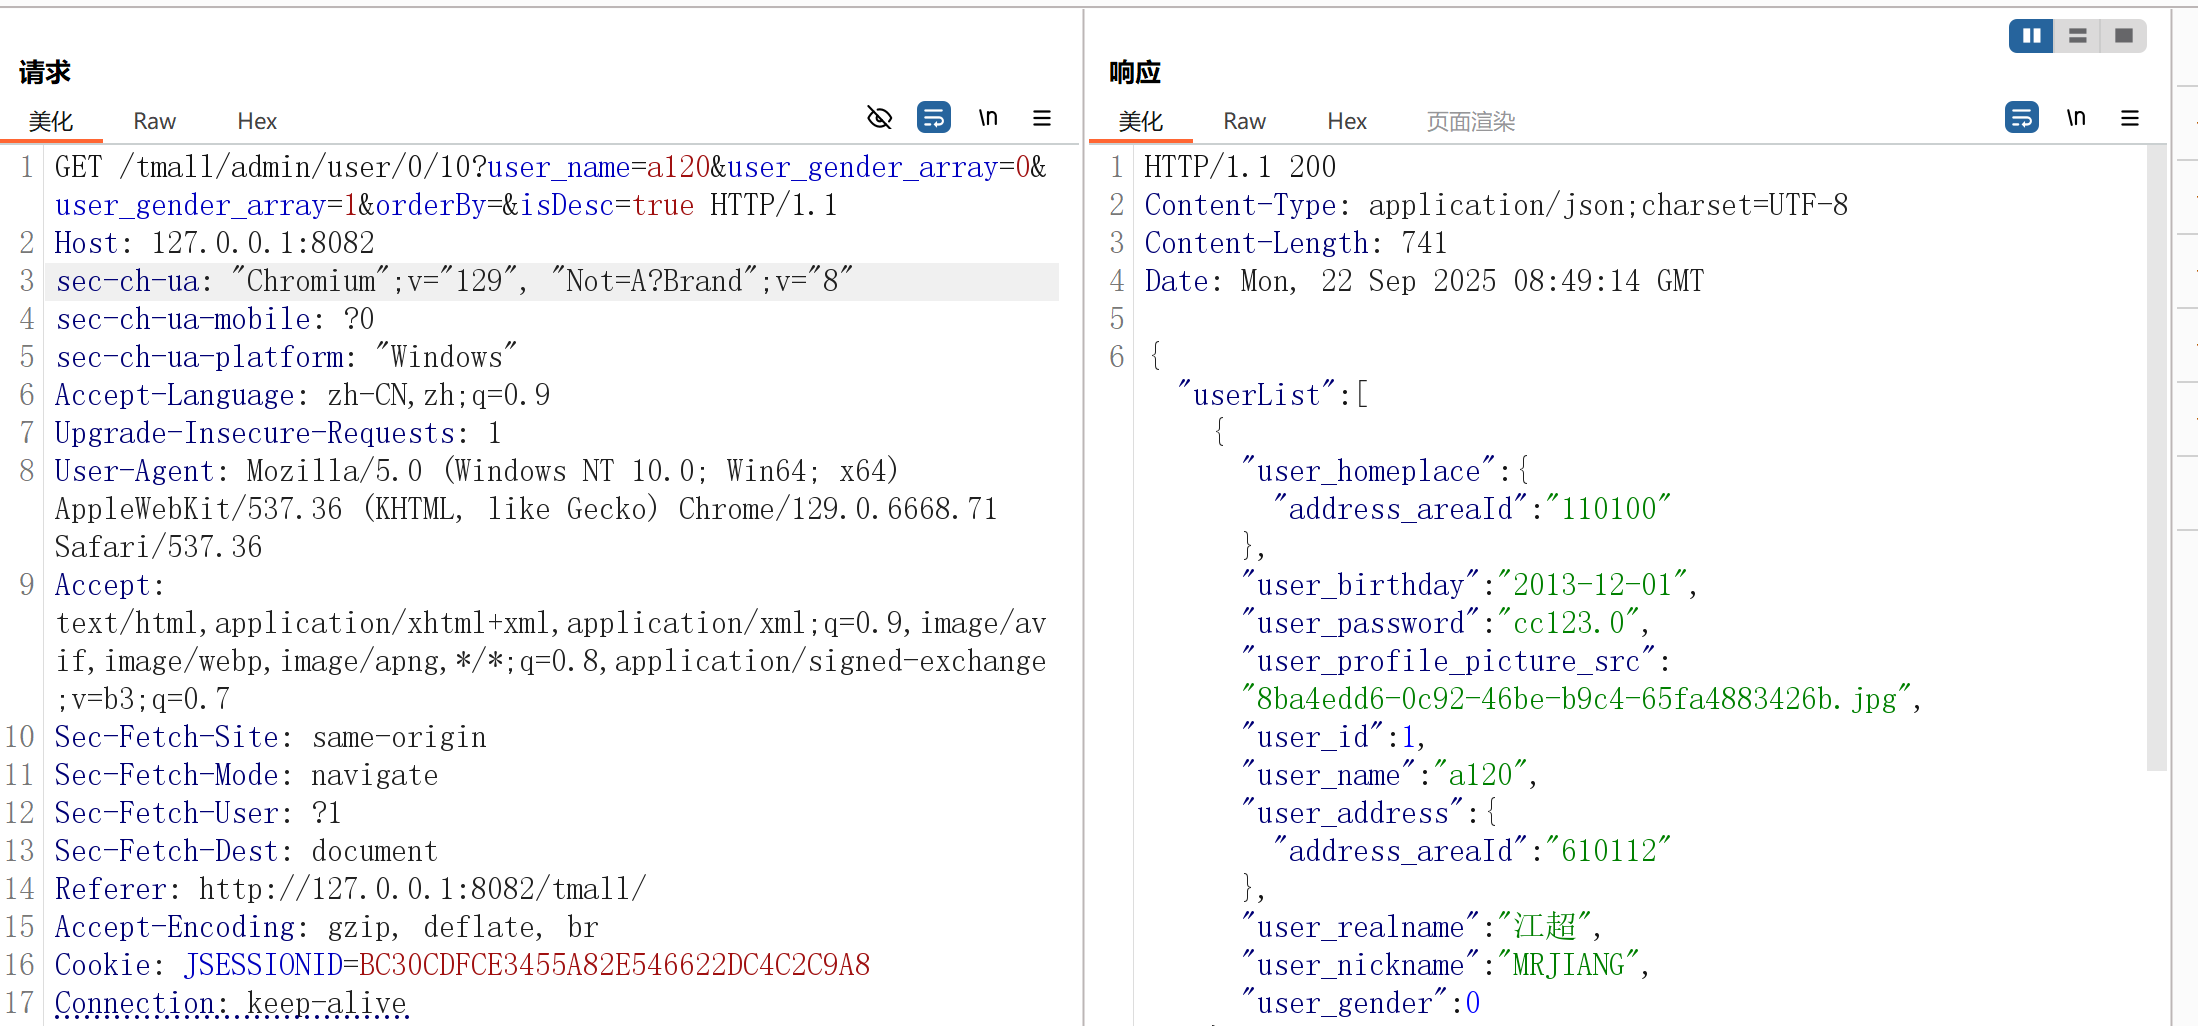 请求
美化 Raw Hex \n
1 GET /tmall/admin/user/0/10?user_name=a120&user_gender_array=0&
user_gender_array=1&orderBy=&isDesc=true HTTP/1.1
2 Host: 127.0.0.1:8082
3 sec-ch-ua: "Chromium";v="129", "Not=A?Brand";v="8"
4 sec-ch-ua-mobile: ?0
5 sec-ch-ua-platform: "Windows"
6 Accept-Language: zh-CN,zh;q=0.9
7 Upgrade-Insecure-Requests: 1
8 User-Agent: Mozilla/5.0 (Windows NT 10.0; Win64; x64)
AppleWebKit/537.36 (KHTML, like Gecko) Chrome/129.0.6668.71
Safari/537.36
9 Accept:
text/html,application/xhtml+xml,application/xml;q=0.9,image/av
if,image/webp,image/apng,*/*;q=0.8,application/signed-exchange
;v=b3;q=0.7
10 Sec-Fetch-Site: same-origin
11 Sec-Fetch-Mode: navigate
12 Sec-Fetch-User: ?1
13 Sec-Fetch-Dest: document
14 Referer: http://127.0.0.1:8082/tmall/
15 Accept-Encoding: gzip, deflate, br
16 Cookie: JSESSIONID=BC30CDFCE3455A82E546622DC4C2C9A8
17 Connection: keep-alive
响应
美化 Raw Hex 页面渲染 \n
1 HTTP/1.1 200
2 Content-Type: application/json;charset=UTF-8
3 Content-Length: 741
4 Date: Mon, 22 Sep 2025 08:49:14 GMT
5
6 {
"userList":[
{
"user_homeplace":{
"address_areaId":"110100"
},
"user_birthday":"2013-12-01",
"user_password":"cc123.0",
"user_profile_picture_src":
"8ba4edd6-0c92-46be-b9c4-65fa4883426b.jpg",
"user_id":1,
"user_name":"a120",
"user_address":{
"address_areaId":"610112"
},
"user_realname":"江超",
"user_nickname":"MRJIANG",
"user_gender":0